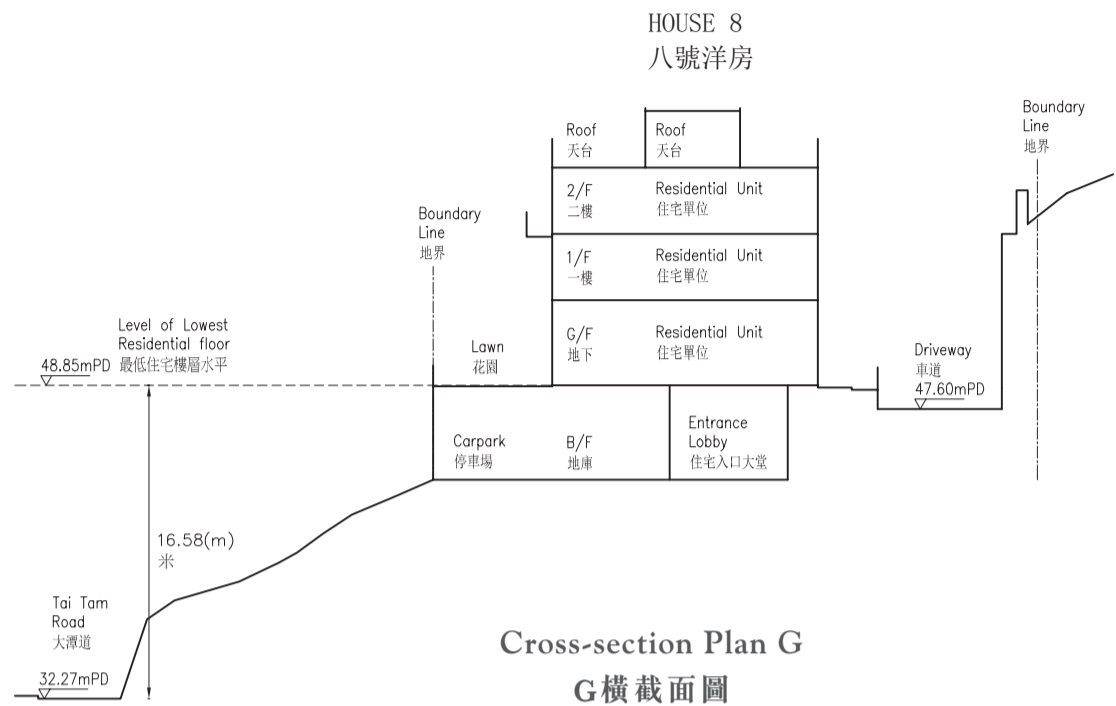 HOUSE 8
八號洋房
Roof
天台
Roof
天台
Boundary
Line
地界
2/F
二樓
Residential Unit
住宅單位
Boundary
Line
地界
1/F
一樓
Residential Unit
住宅單位
Level of Lowest
Residential floor
最低住宅樓層水平
48.85mPD
Lawn
花園
G/F
地下
Residential Unit
住宅單位
Driveway
車道
47.60mPD
Carpark
停車場
B/F
地庫
Entrance
Lobby
住宅入口大堂
16.58(m)
米
Tai Tam
Road
大潭道
32.27mPD
Cross-section Plan G
G橫截面圖